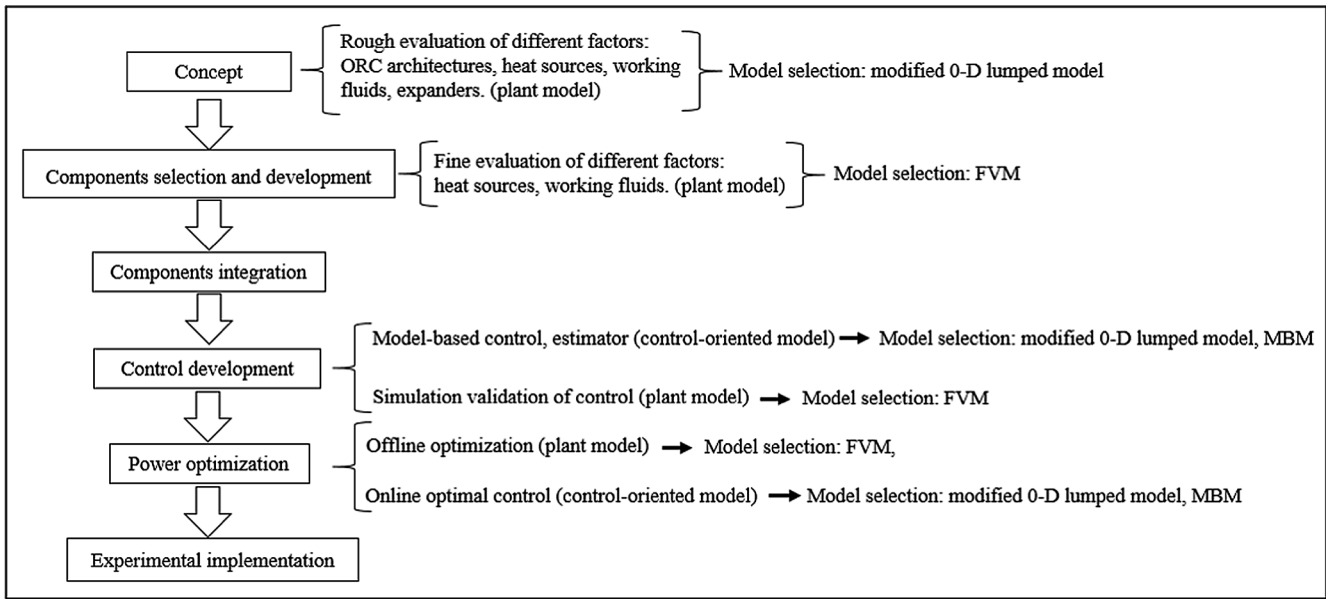 Concept
Rough evaluation of different factors:
ORC architectures, heat sources, working
fluids, expanders. (plant model)
Model selection: modified 0-D lumped model
Components selection and development
Fine evaluation of different factors:
heat sources, working fluids. (plant model)
Model selection: FVM
Components integration
Control development
Model-based control, estimator (control-oriented model)
Model selection: modified 0-D lumped model, MBM
Simulation validation of control (plant model)
Model selection: FVM
Power optimization
Offline optimization (plant model)
Model selection: FVM,
Online optimal control (control-oriented model)
Model selection: modified 0-D lumped model, MBM
Experimental implementation